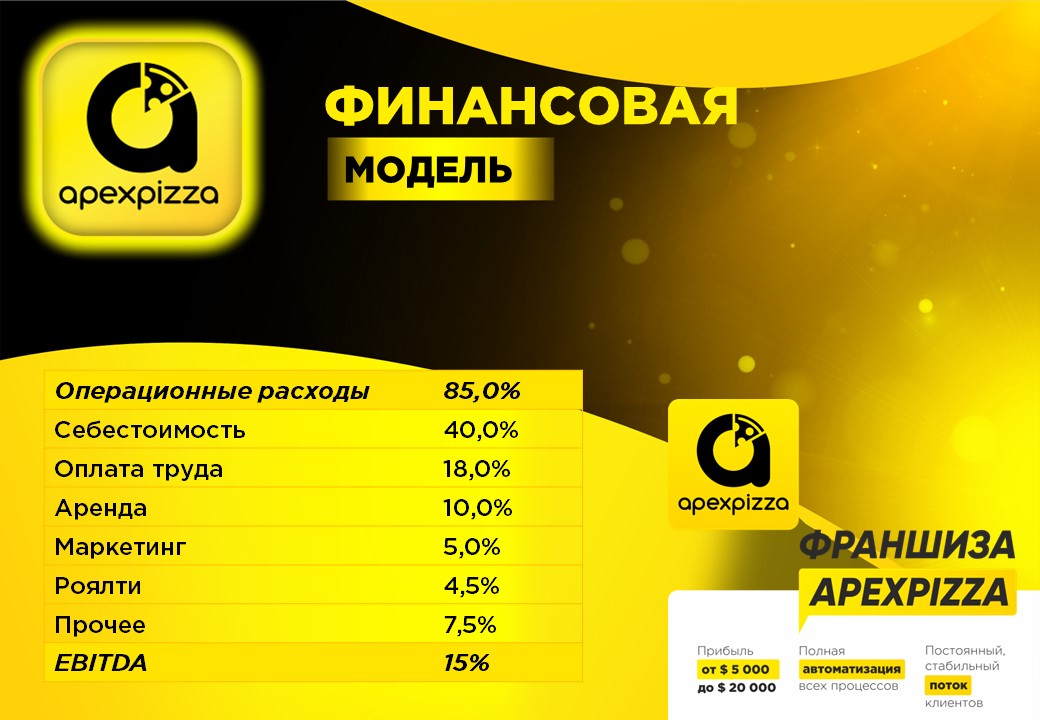 apexpizza
ФИНАНСОВАЯ
МОДЕЛЬ
Операционные расходы 85,0%
Себестоимость 40,0%
Оплата труда 18,0%
Аренда 10,0%
Маркетинг 5,0%
Роялти 4,5%
Прочее 7,5%
EBITDA 15%
apexpizza
ФРАНШИЗА
APEXPIZZA
Прибыль
от $ 5 000
до $ 20 000
Полная
автоматизация
всех процессов
Постоянный,
стабильный
поток
клиентов